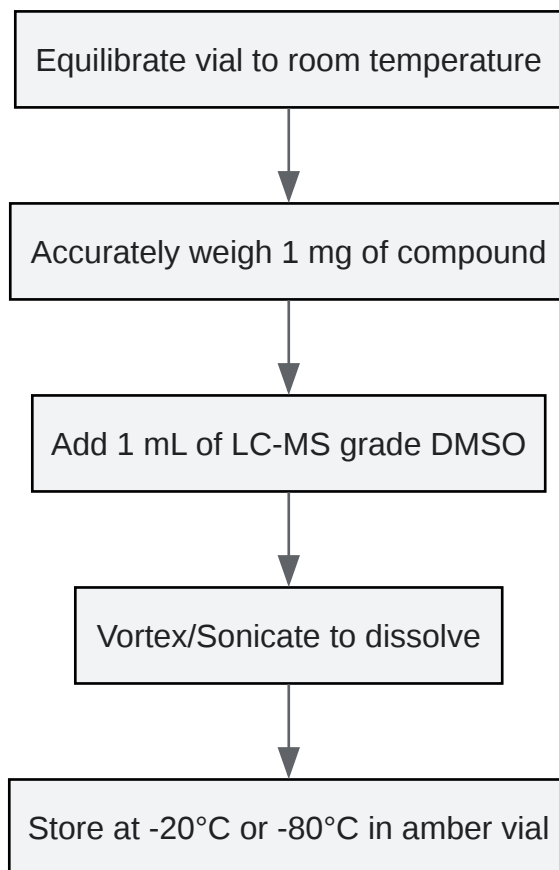 Equilibrate vial to room temperature
Accurately weigh 1 mg of compound
Add 1 mL of LC-MS grade DMSO
Vortex/Sonicate to dissolve
Store at -20°C or -80°C in amber vial